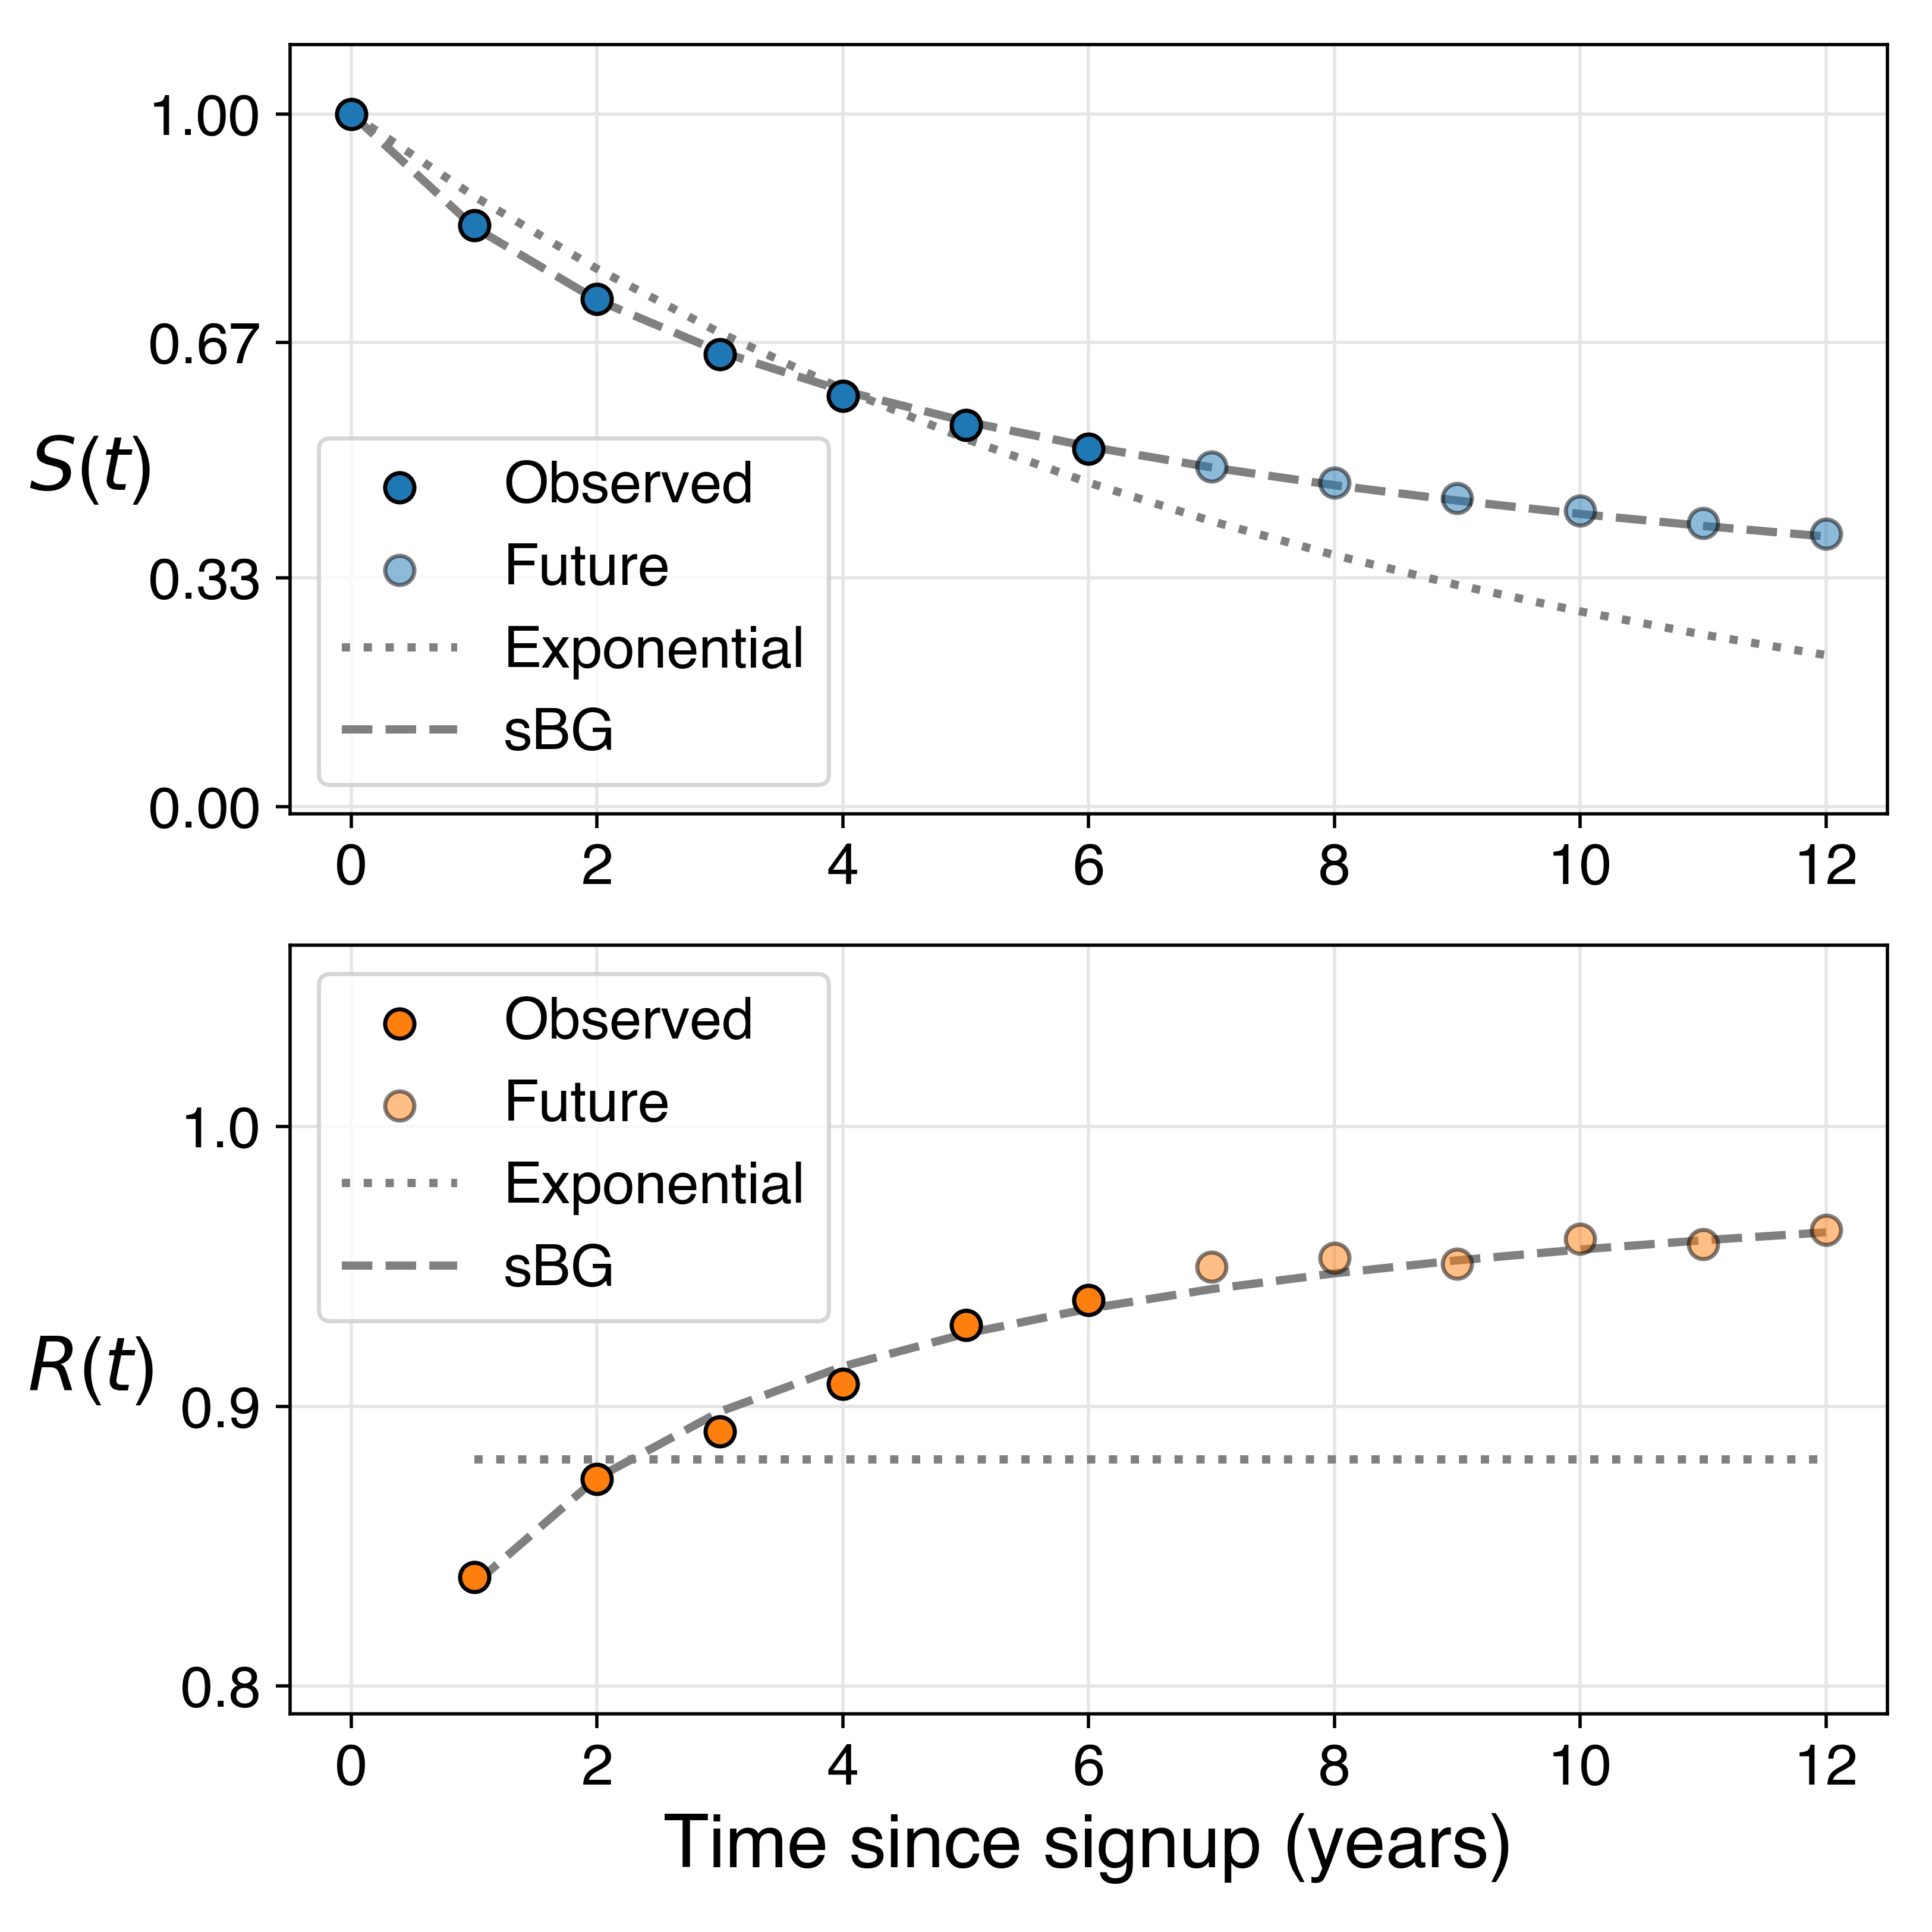 1.00
0.67
0.33
0.00
S(t)
Observed
Future
Exponential
sBG
0 2 4 6 8 10 12
1.0
0.9
0.8
R(t)
Observed
Future
Exponential
sBG
0 2 4 6 8 10 12
Time since signup (years)